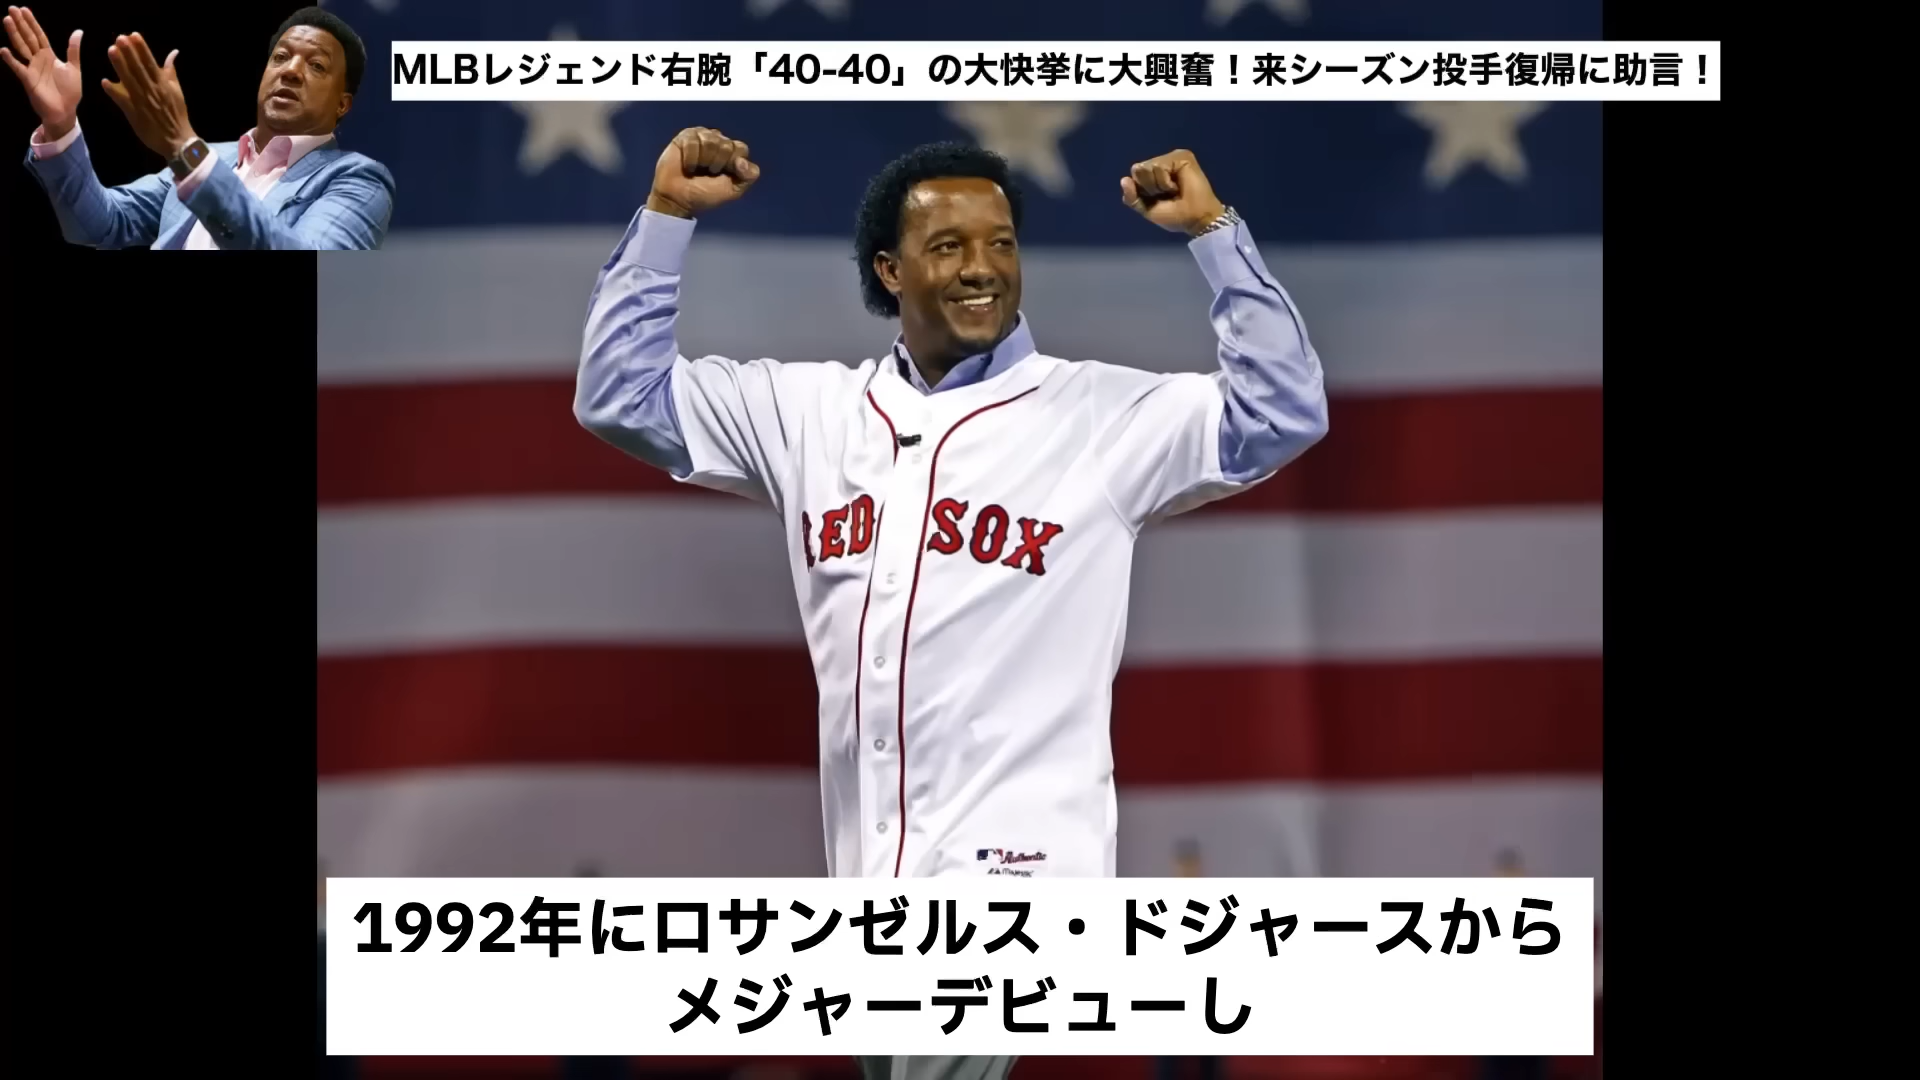 MLBレジェンド右腕「40-40」の大快挙に大興奮！来シーズン投手復帰に助言！
RED SOX
Authentic
1992年にロサンゼルス・ドジャースから
メジャーデビューし